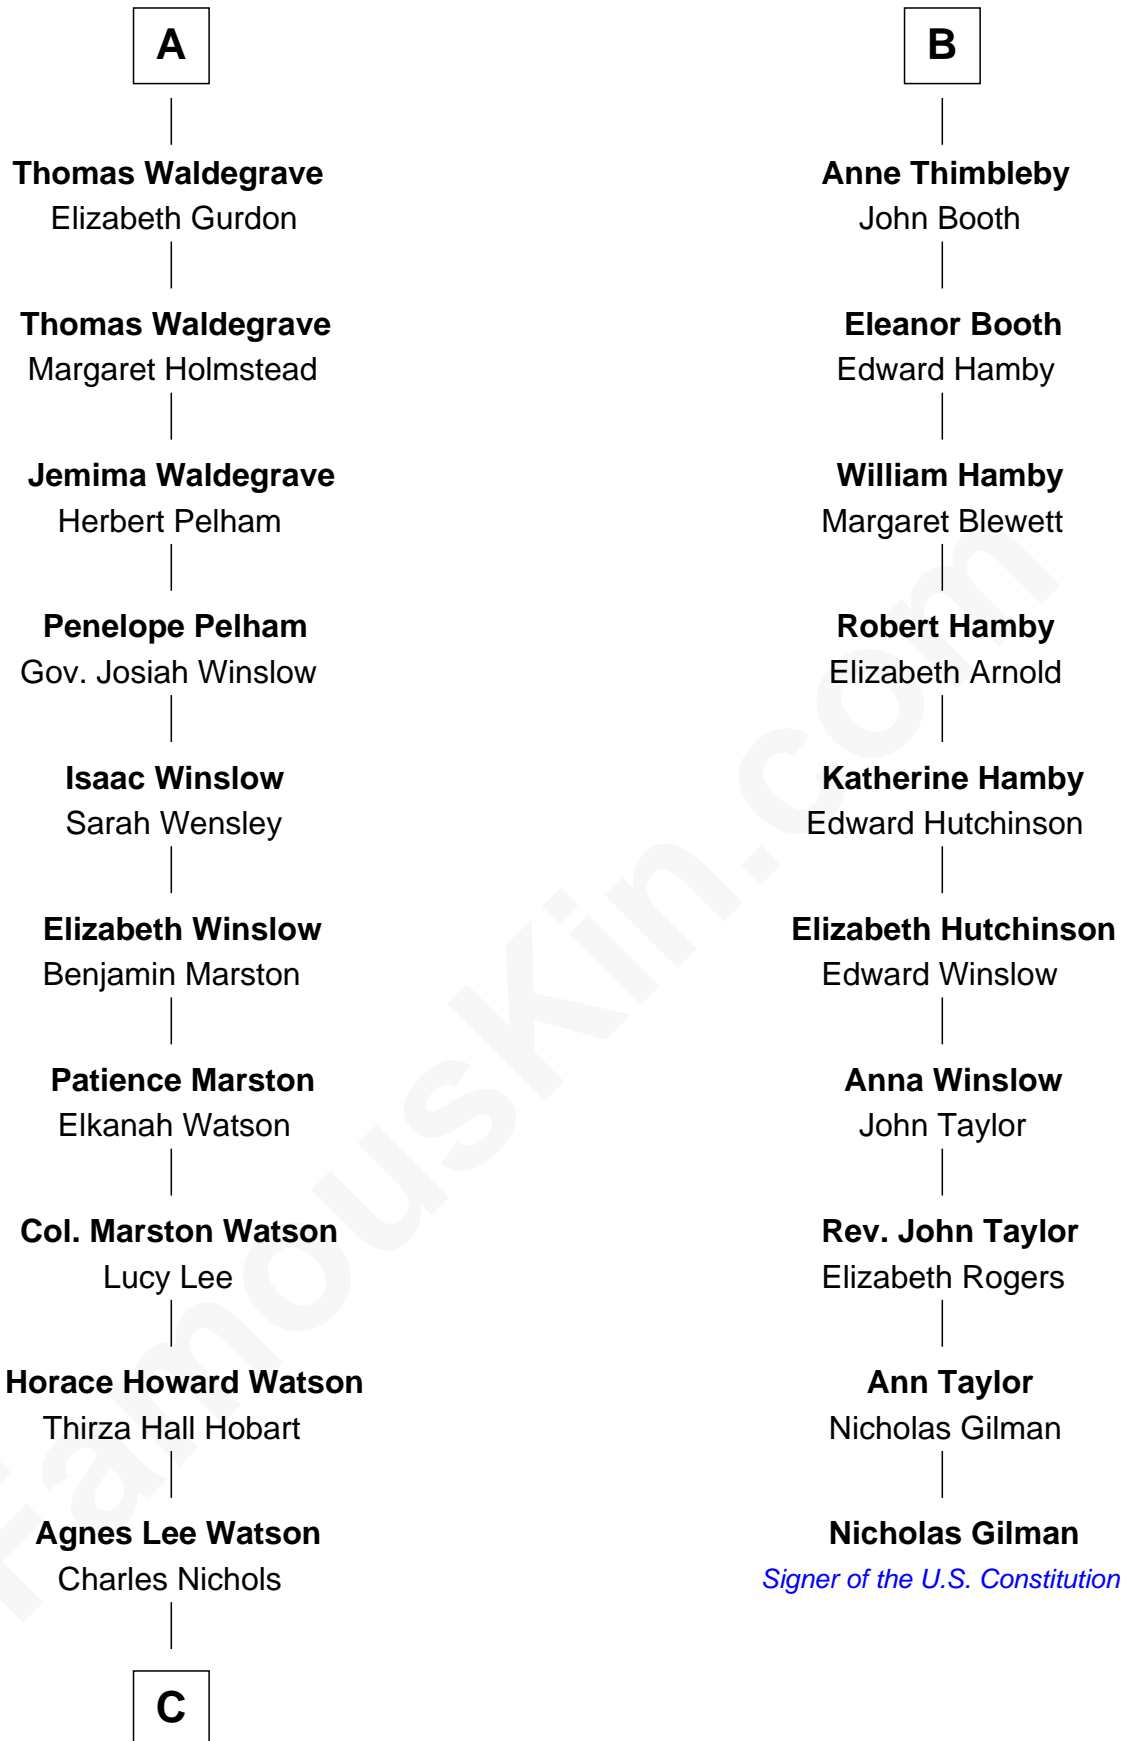 A
Thomas Waldegrave
Elizabeth Gurdon
Thomas Waldegrave
Margaret Holmstead
Jemima Waldegrave
Herbert Pelham
Penelope Pelham
Gov. Josiah Winslow
Isaac Winslow
Sarah Wensley
Elizabeth Winslow
Benjamin Marston
Patience Marston
Elkanah Watson
Col. Marston Watson
Lucy Lee
Horace Howard Watson
Thirza Hall Hobart
Agnes Lee Watson
Charles Nichols
C
B
Anne Thimbleby
John Booth
Eleanor Booth
Edward Hamby
William Hamby
Margaret Blewett
Robert Hamby
Elizabeth Arnold
Katherine Hamby
Edward Hutchinson
Elizabeth Hutchinson
Edward Winslow
Anna Winslow
John Taylor
Rev. John Taylor
Elizabeth Rogers
Ann Taylor
Nicholas Gilman
Nicholas Gilman
Signer of the U.S. Constitution
FamousKin.com